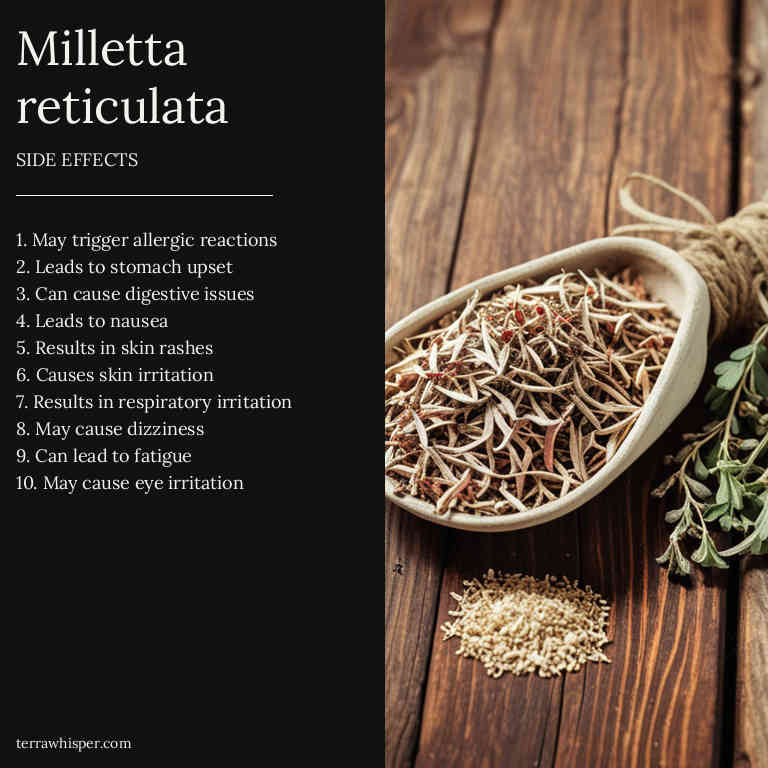 Milletta
reticulata
SIDE EFFECTS
1. May trigger allergic reactions
2. Leads to stomach upset
3. Can cause digestive issues
4. Leads to nausea
5. Results in skin rashes
6. Causes skin irritation
7. Results in respiratory irritation
8. May cause dizziness
9. Can lead to fatigue
10. May cause eye irritation
terrawhisper.com